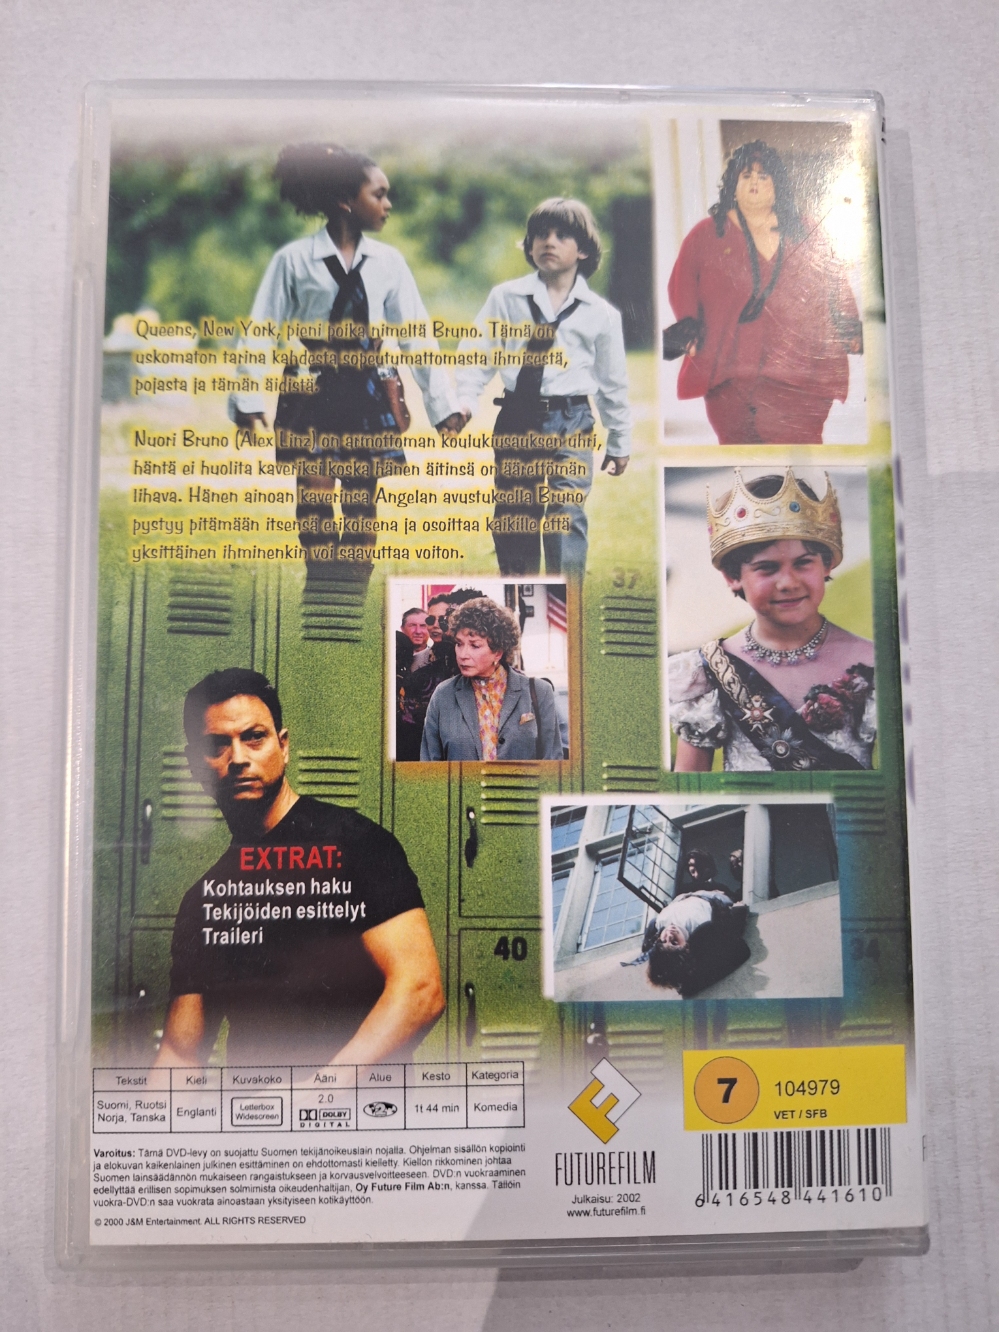 Queens, New York, pieni poika nimeltä Bruno. Tämä on
uskomaton tarina kahdesta sopeutumattomasta ihmisestä,
pojasta ja tämän äidistä.
Nuori Bruno (Alex Linz) on armottoman koulukiusauksen uhri,
häntä ei huolita kaveriksi koska hänen äitinsä on äärettömän
lihava. Hänen ainoan kaverinsa Angelan avustuksella Bruno
pystyy pitämään itsensä erikoisena ja osoittaa kaikille että
yksittäinen ihminenkin voi saavuttaa voiton.
37
EXTRAT:
Kohtauksen haku
Tekijöiden esittelyt
Traileri
40
34
Tekstit Kieli Kuvakoko Ääni Alue Kesto Kategoria
Suomi, Ruotsi
Norja, Tanska
Englanti
Letterbox
Widescreen
2.0
DOLBY
DIGITAL
2
1t 44 min
Komedia
Varoitus: Tämä DVD-levy on suojattu Suomen tekijänoikeuslain nojalla. Ohjelman sisällön kopiointi
ja elokuvan kaikenlainen julkinen esittäminen on ehdottomasti kielletty. Kiellon rikkominen johtaa
Suomen lainsäädännön mukaiseen rangaistukseen ja korvausvelvoitteeseen. DVD:n vuokraaminen
edellyttää erillisen sopimuksen solmimista oikeudenhaltijan, Oy Future Film Ab:n, kanssa. Tällöin
vuokra-DVD:n saa vuokrata ainoastaan yksityiseen kotikäyttöön.
© 2000 J&M Entertainment. ALL RIGHTS RESERVED
FUTUREFILM
Julkaisu: 2002
www.futurefilm.fi
7
104979
VET / SFB
6 416548 441610